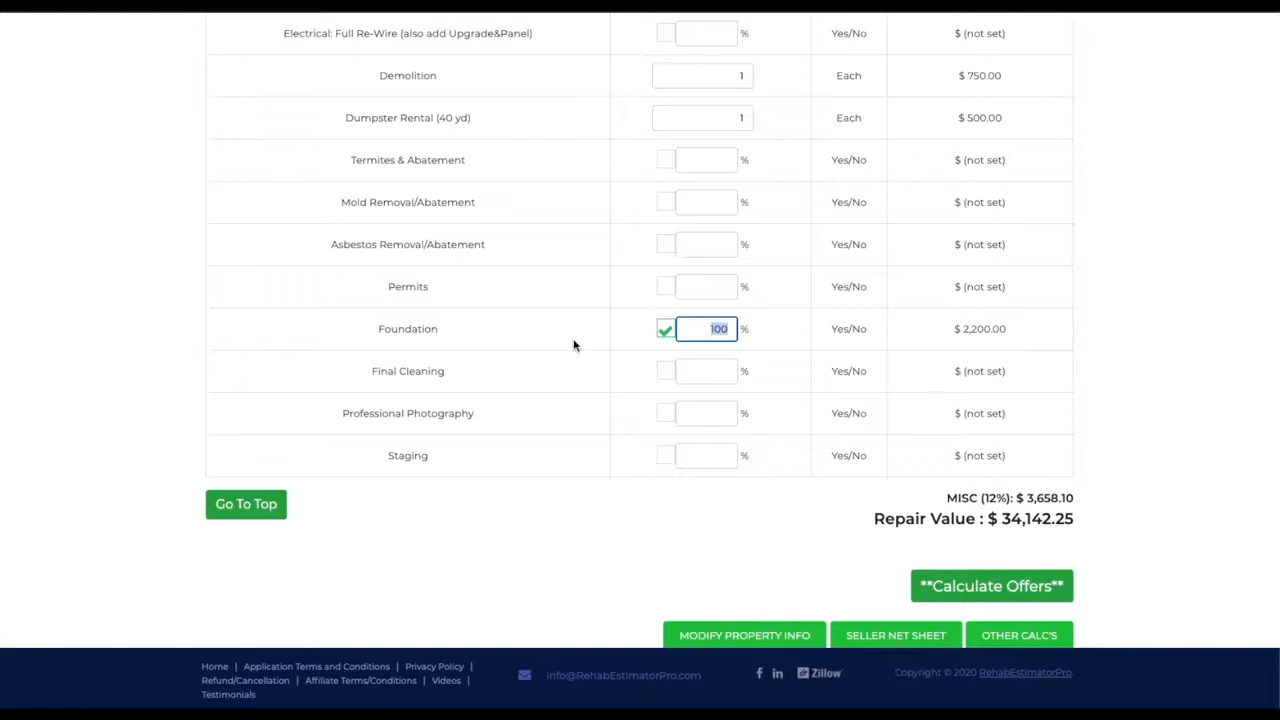 Electrical: Full Re-Wire (also add Upgrade&Panel) % Yes/No $ (not set)
Demolition 1 Each $ 750.00
Dumpster Rental (40 yd) 1 Each $ 500.00
Termites & Abatement % Yes/No $ (not set)
Mold Removal/Abatement % Yes/No $ (not set)
Asbestos Removal/Abatement % Yes/No $ (not set)
Permits % Yes/No $ (not set)
Foundation 100 % Yes/No $ 2,200.00
Final Cleaning % Yes/No $ (not set)
Professional Photography % Yes/No $ (not set)
Staging % Yes/No $ (not set)
Go To Top
MISC (12%): $ 3,658.10
Repair Value : $ 34,142.25
**Calculate Offers**
MODIFY PROPERTY INFO SELLER NET SHEET OTHER CALC'S
Home | Application Terms and Conditions | Privacy Policy |
Refund/Cancellation | Affiliate Terms/Conditions | Videos |
Testimonials
info@RehabEstimatorPro.com
f in Zillow
Copyright © 2020 RehabEstimatorPro.